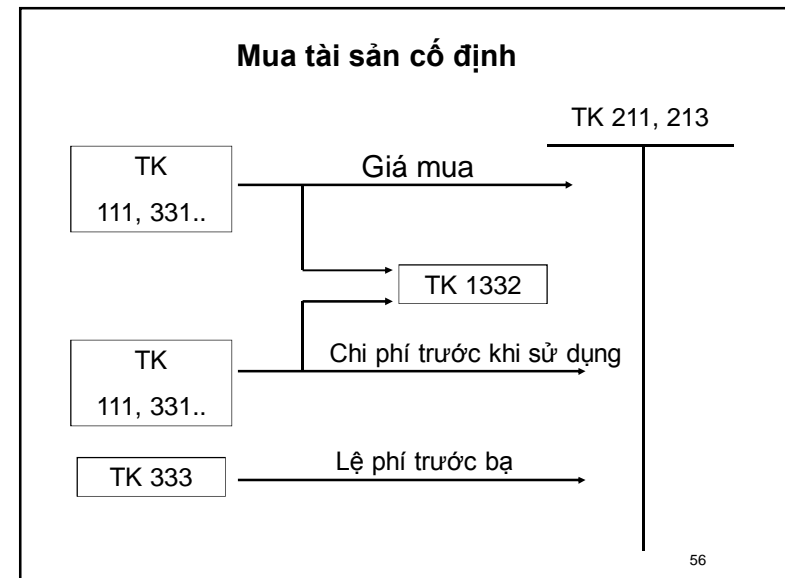 Mua tài sản cố định
TK 211, 213
TK
111, 331..
Giá mua
TK 1332
TK
111, 331..
Chi phí trước khi sử dụng
TK 333
Lệ phí trước bạ
56